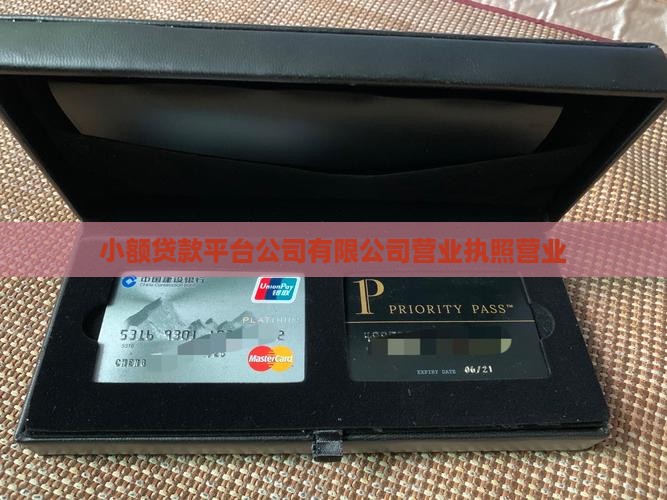 小额贷款平台公司有限公司营业执照营业
中国建设银行
China Construction Bank
UnionPay
银联
PLATINUM
5316 9301
5316
MasterCard
PRIORITY PASS™
EXPIRY DATE 06/21